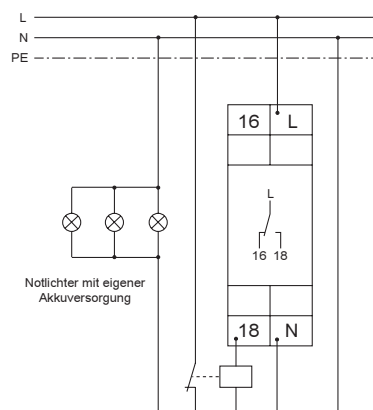 L
N
PE
16 L
L
16 18
Notlichter mit eigener
Akkuversorgung
18 N